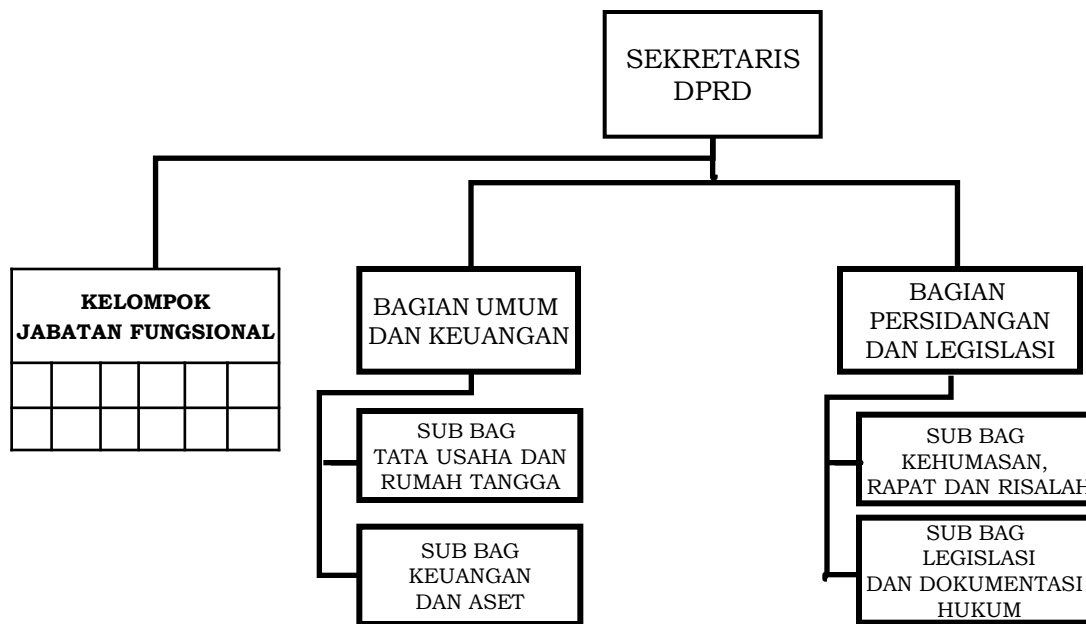 SEKRETARIS
DPRD
KELOMPOK
JABATAN FUNGSIONAL
BAGIAN UMUM
DAN KEUANGAN
BAGIAN
PERSIDANGAN
DAN LEGISLASI
SUB BAG
TATA USAHA DAN
RUMAH TANGGA
SUB BAG
KEUANGAN
DAN ASET
SUB BAG
KEHUMASAN,
RAPAT DAN RISALAH
SUB BAG
LEGISLASI
DAN DOKUMENTASI
HUKUM